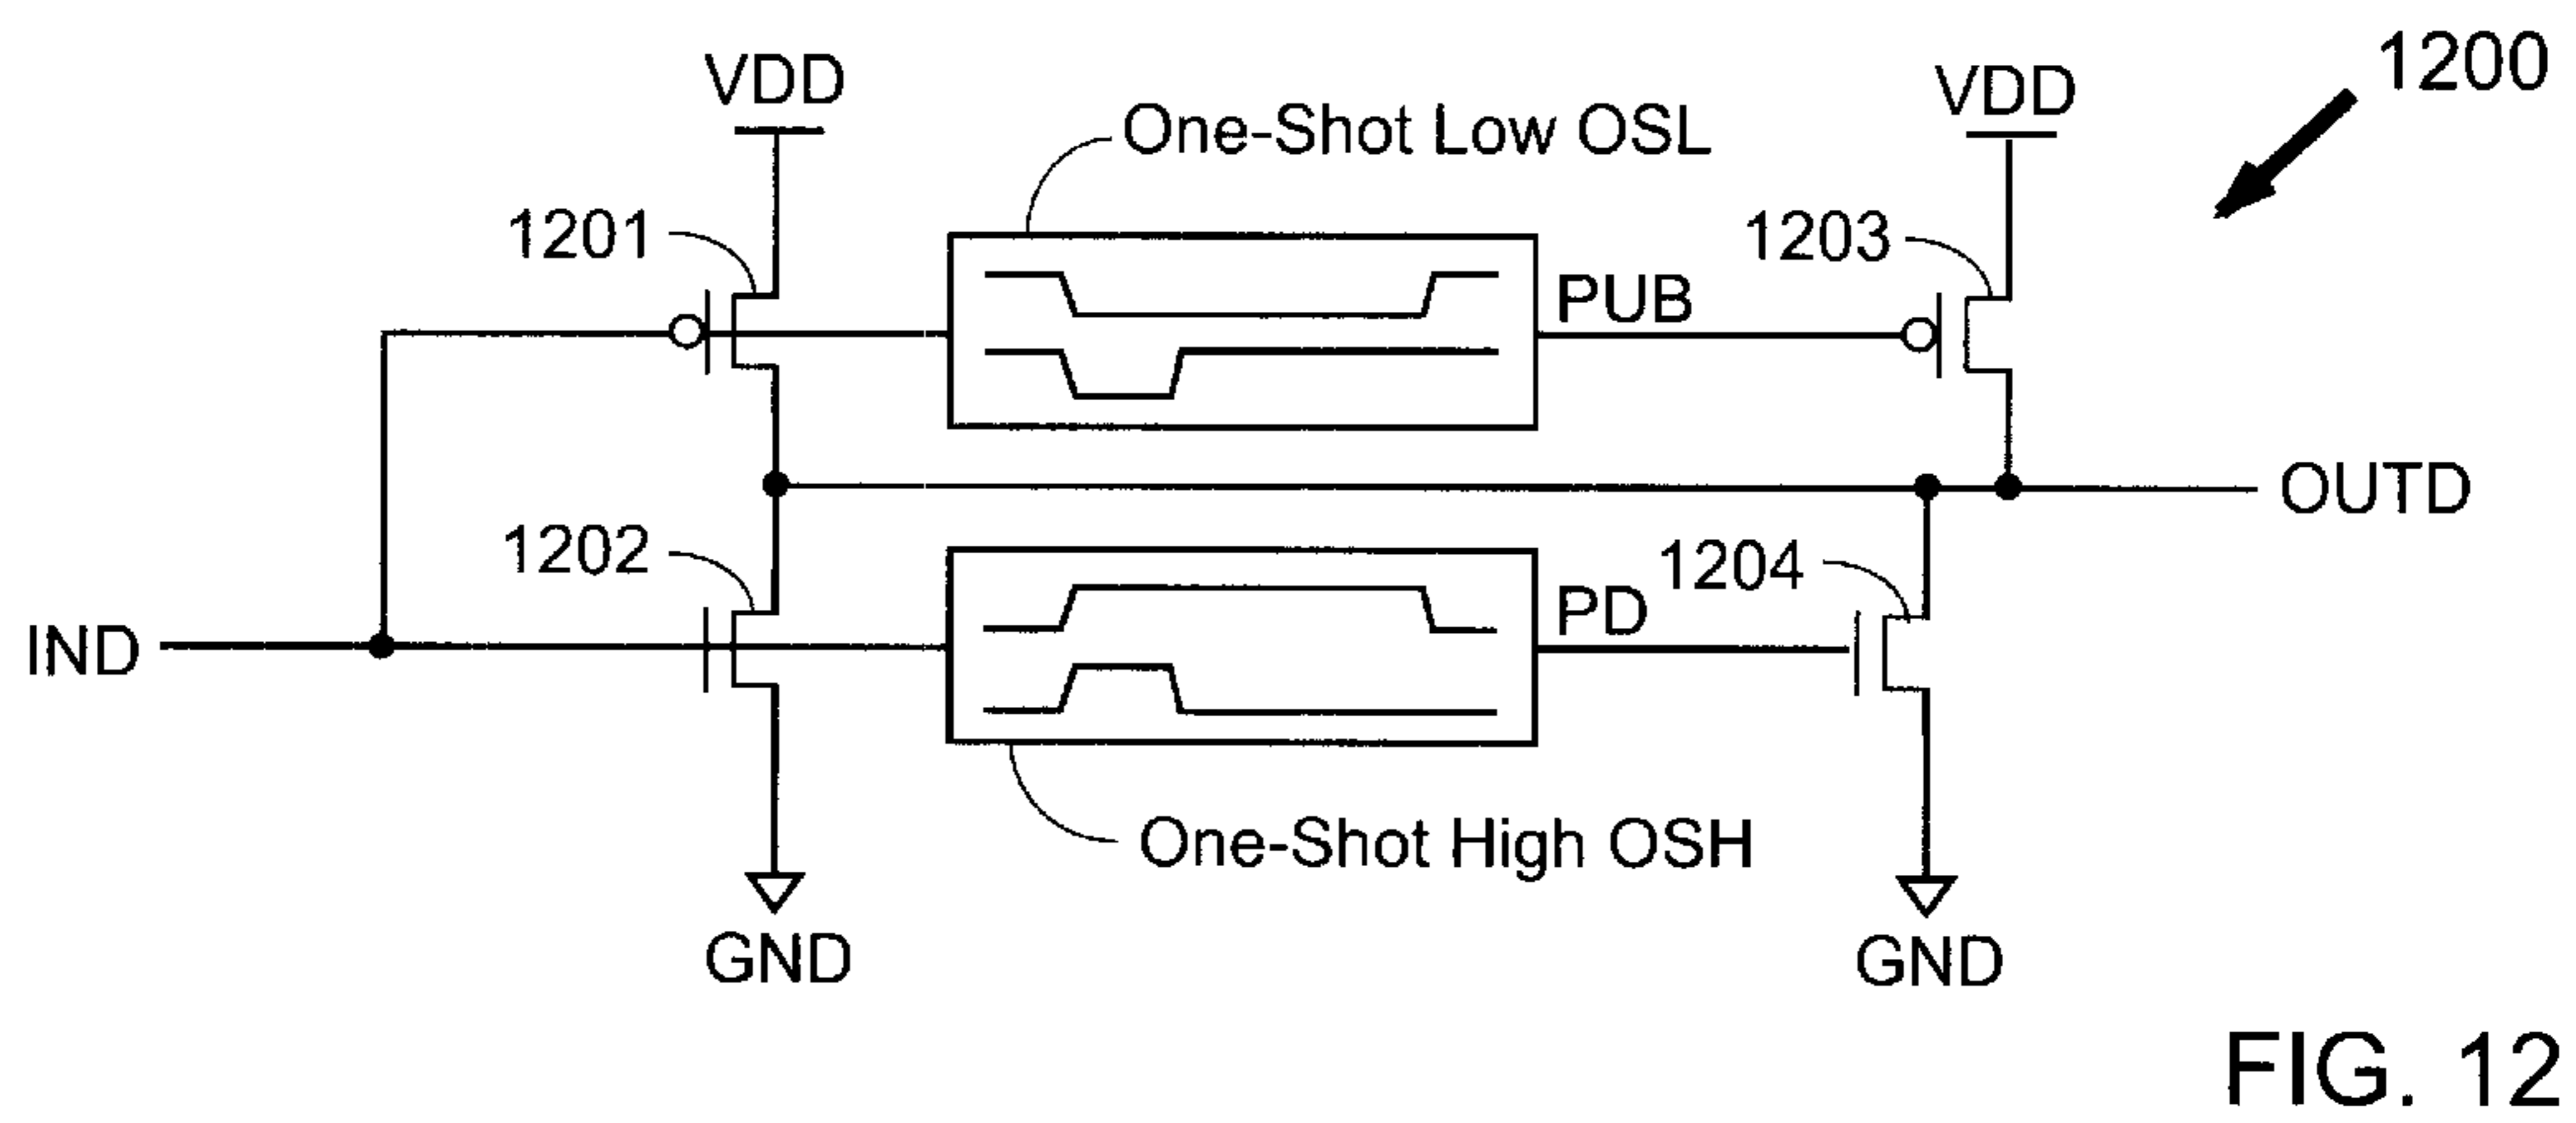 1200
VDD
VDD
One-Shot Low OSL
1201
1203
PUB
OUTD
1202
1204
PD
IND
One-Shot High OSH
GND
GND
FIG. 12